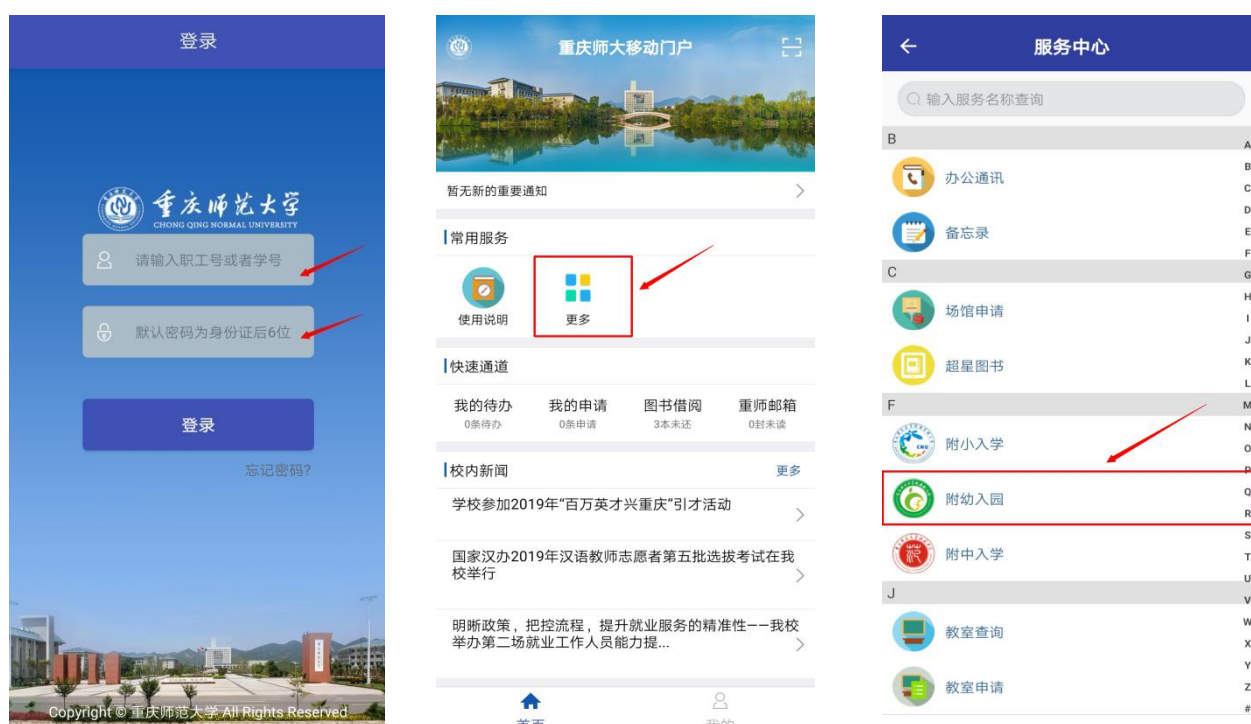 登录
重庆师范大学
CHONG QING NORMAL UNIVERSITY
请输入职工号或者学号
默认密码为身份证后6位
登录
忘记密码?
Copyright © 重庆师范大学 All Rights Reserved
重庆师大移动门户
暂无新的重要通知
常用服务
使用说明
更多
快速通道
我的待办 我的申请 图书借阅 重师邮箱
0条待办 0条申请 3本未还 0封未读
校内新闻 更多
学校参加2019年“百万英才兴重庆”引才活动
国家汉办2019年汉语教师志愿者第五批选拔考试在我
校举行
明晰政策，把控流程，提升就业服务的精准性——我校
举办第二场就业工作人员能力提...
首页 我的
服务中心
输入服务名称查询
B
办公通讯
备忘录
C
场馆申请
超星图书
F
附小入学
附幼入园
附中入学
J
教室查询
教室申请
A
B
C
D
E
F
G
H
I
J
K
L
M
N
O
P
Q
R
S
T
U
V
W
X
Y
Z
#